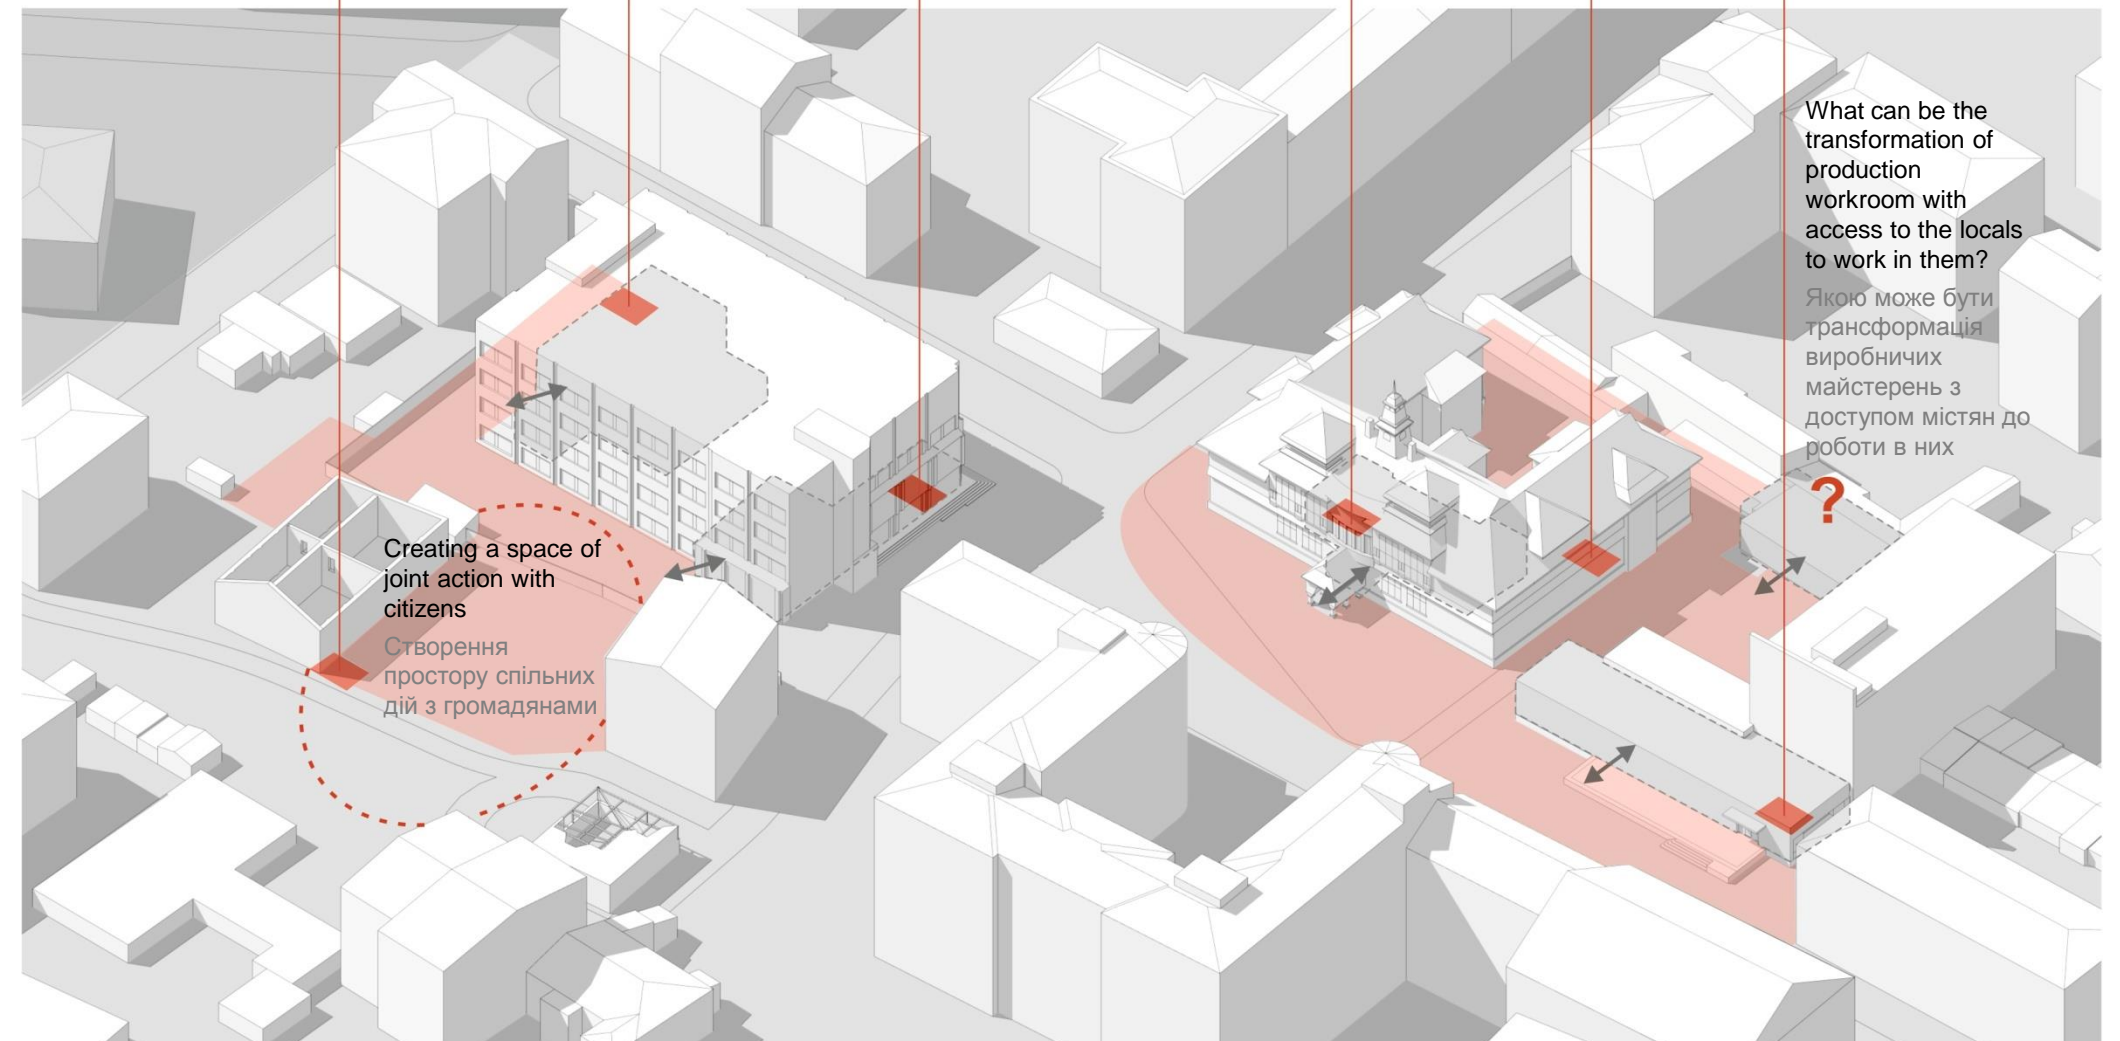 What can be the
transformation of
production
workroom with
access to the locals
to work in them?
Якою може бути
трансформація
виробничих
майстерень з
доступом містян до
роботи в них
?
Creating a space of
joint action with
citizens
Створення
простору спільних
дій з громадянами